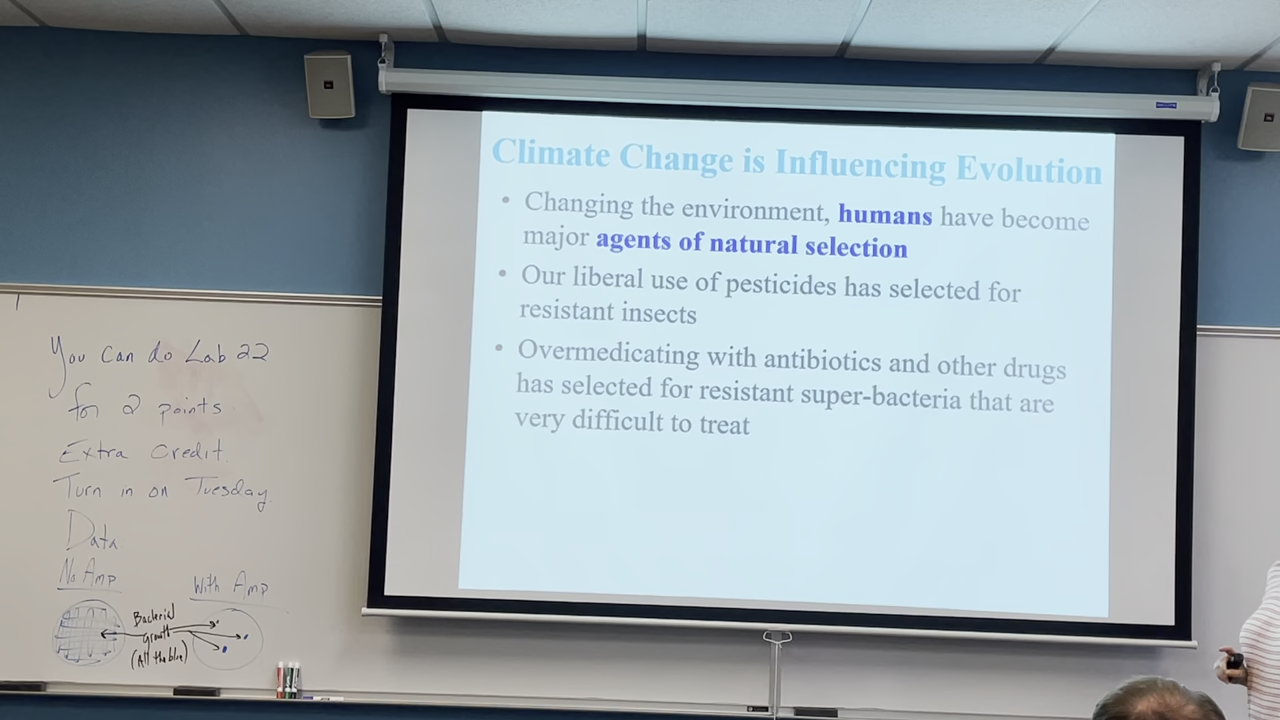 Climate Change is Influencing Evolution
• Changing the environment, humans have become
major agents of natural selection
• Our liberal use of pesticides has selected for
resistant insects
• Overmedicating with antibiotics and other drugs
has selected for resistant super-bacteria that are
very difficult to treat
You can do Lab 22
for 2 points
Extra Credit.
Turn in on Tuesday.
Data
No Amp
With Amp
Bacterial
growth
(All the blue)